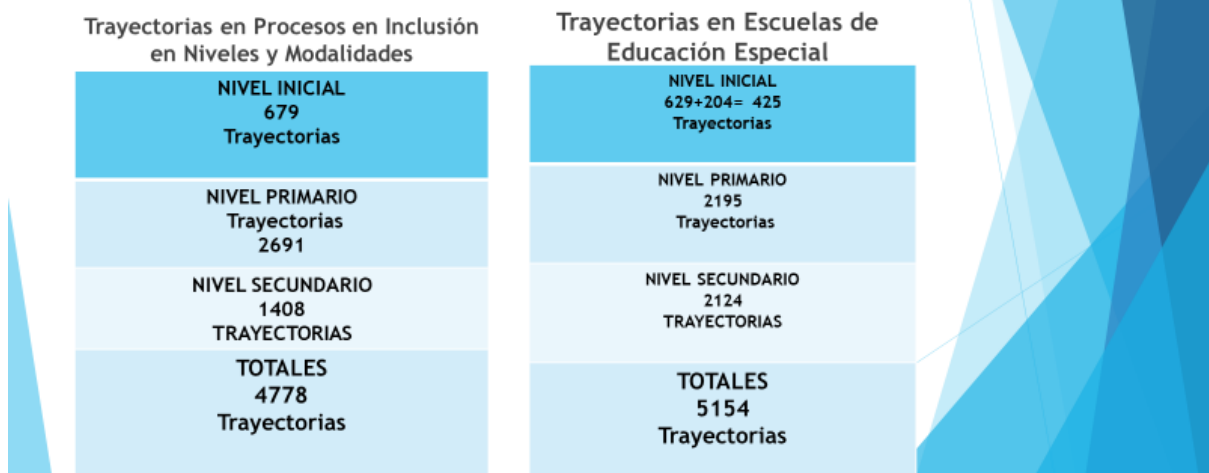 Trayectorias en Procesos en Inclusión
en Niveles y Modalidades
NIVEL INICIAL
679
Trayectorias
NIVEL PRIMARIO
Trayectorias
2691
NIVEL SECUNDARIO
1408
TRAYECTORIAS
TOTALES
4778
Trayectorias
Trayectorias en Escuelas de
Educación Especial
NIVEL INICIAL
629+204= 425
Trayectorias
NIVEL PRIMARIO
2195
Trayectorias
NIVEL SECUNDARIO
2124
TRAYECTORIAS
TOTALES
5154
Trayectorias